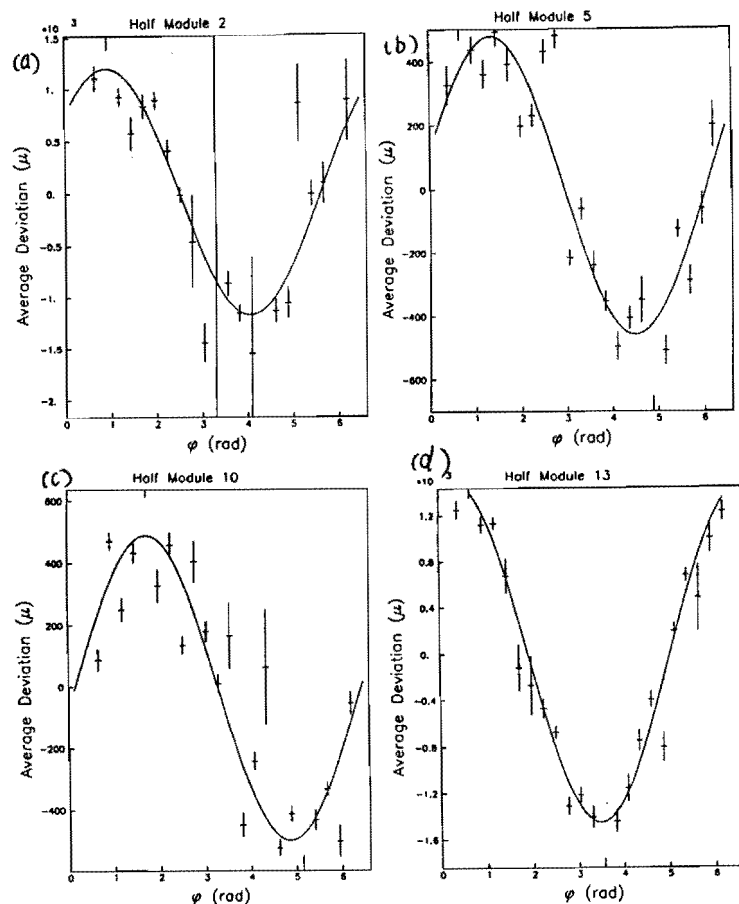 (a) ×10 3 Half Module 2
1.5
1.
0.5
0.
-0.5
-1.
-1.5
-2.
Average Deviation (μ)
0 1 2 3 4 5 6
φ (rad)
(b) Half Module 5
400
200
0
-200
-400
-600
Average Deviation (μ)
0 1 2 3 4 5 6
φ (rad)
(c) Half Module 10
600
400
200
0
-200
-400
Average Deviation (μ)
0 1 2 3 4 5 6
φ (rad)
(d) ×10 3 Half Module 13
1.2
0.8
0.4
0.
-0.4
-0.8
-1.2
-1.6
Average Deviation (μ)
0 1 2 3 4 5 6
φ (rad)